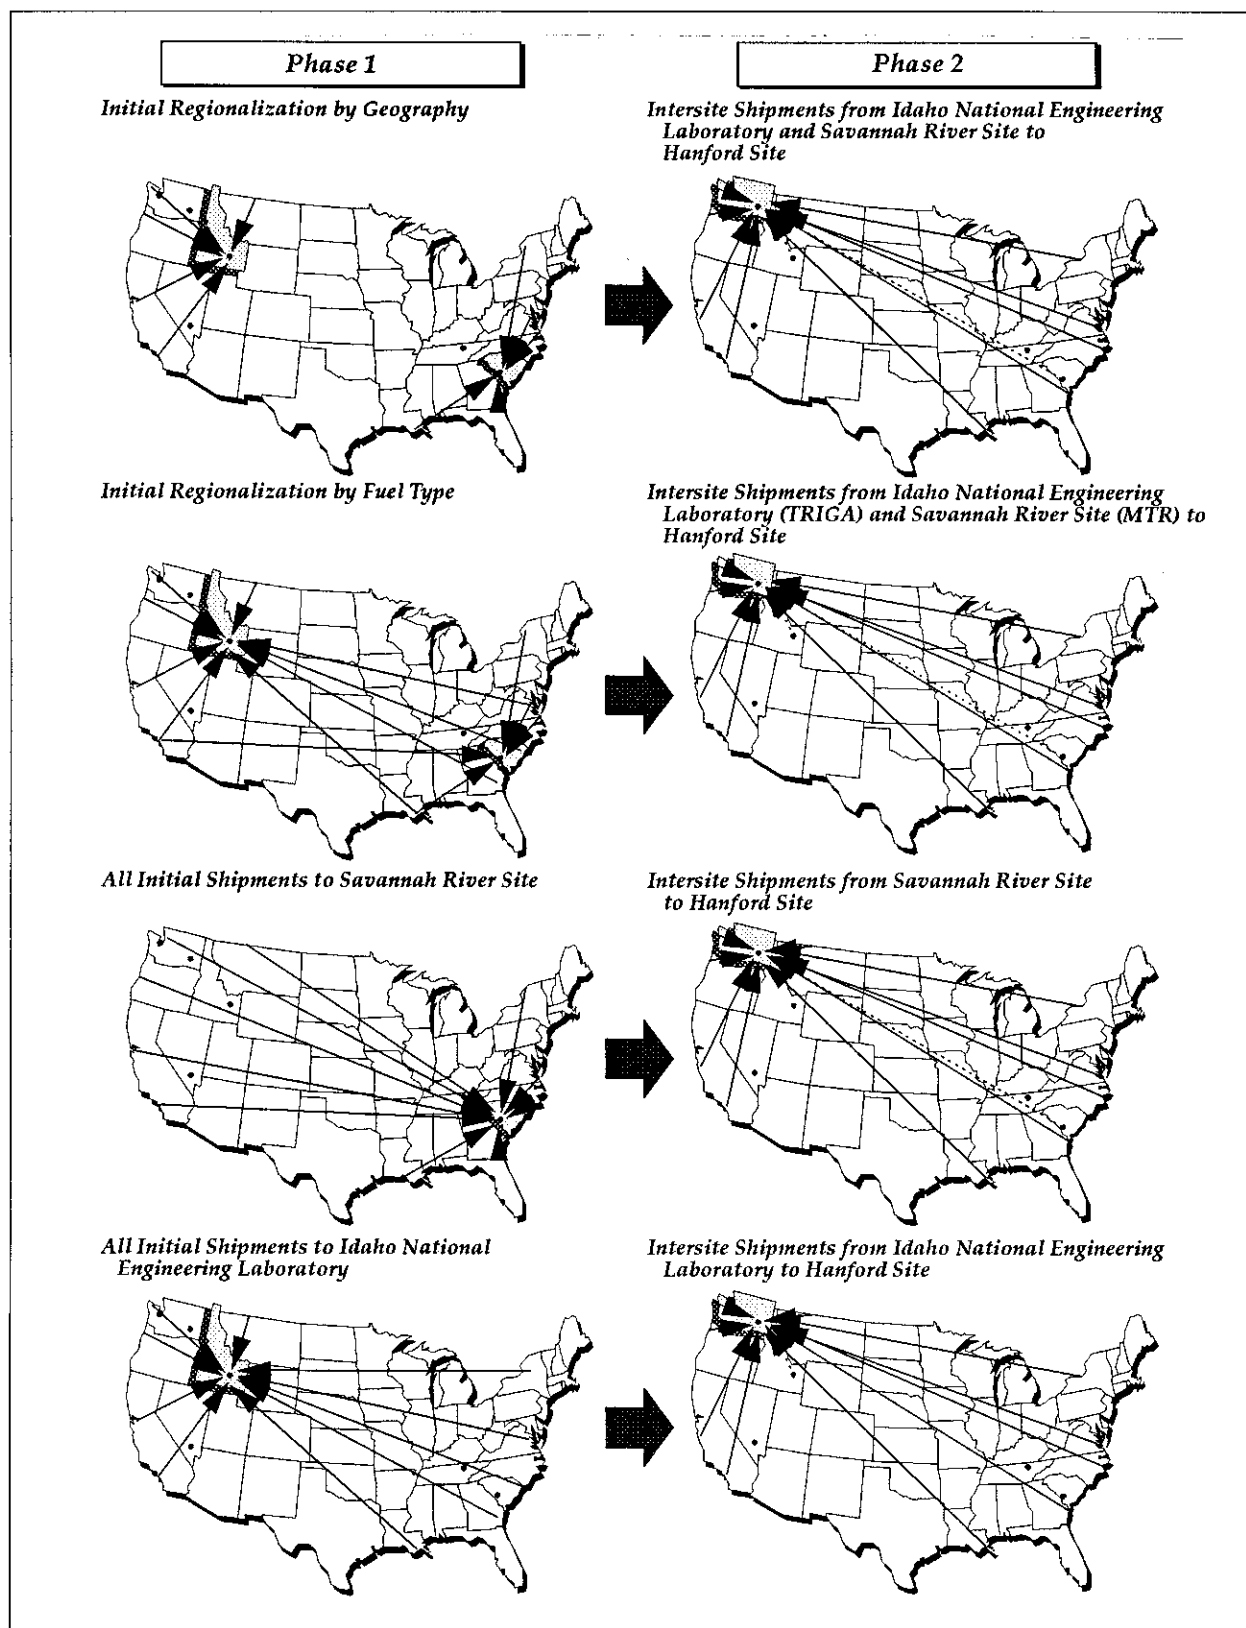 Phase 1
Phase 2
Initial Regionalization by Geography
Intersite Shipments from Idaho National Engineering
Laboratory and Savannah River Site to
Hanford Site
Initial Regionalization by Fuel Type
Intersite Shipments from Idaho National Engineering
Laboratory (TRIGA) and Savannah River Site (MTR) to
Hanford Site
All Initial Shipments to Savannah River Site
Intersite Shipments from Savannah River Site
to Hanford Site
All Initial Shipments to Idaho National
Engineering Laboratory
Intersite Shipments from Idaho National Engineering
Laboratory to Hanford Site